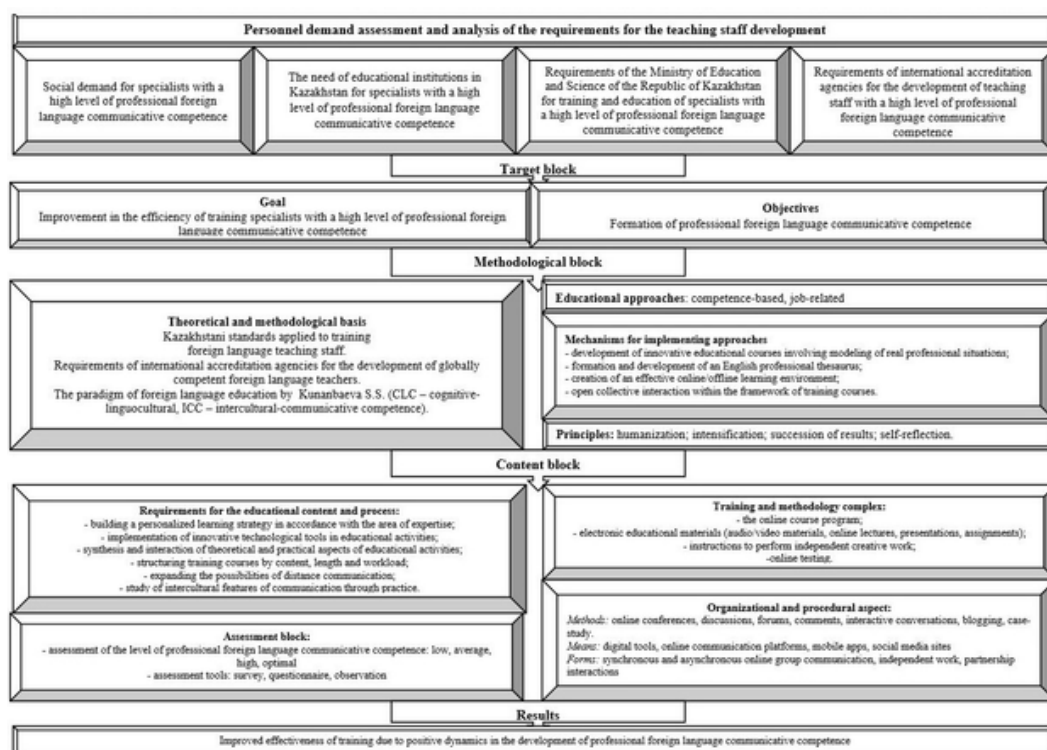 Personnel demand assessment and analysis of the requirements for the teaching staff development
Social demand for specialists with a
high level of professional foreign
language communicative competence
The need of educational institutions in
Kazakhstan for specialists with a high
level of professional foreign language
communicative competence
Requirements of the Ministry of Education
and Science of the Republic of Kazakhstan
for training and education of specialists with
a high level of professional foreign language
communicative competence
Requirements of international accreditation
agencies for the development of teaching
staff with a high level of professional
foreign language communicative
competence
Target block
Goal
Improvement in the efficiency of training specialists with a high level of professional foreign
language communicative competence
Objectives
Formation of professional foreign language communicative competence
Methodological block
Theoretical and methodological basis
Kazakhstani standards applied to training
foreign language teaching staff.
Requirements of international accreditation agencies for the development of globally
competent foreign language teachers.
The paradigm of foreign language education by Kunanbaeva S.S. (CLC – cognitive-
linguocultural, ICC – intercultural-communicative competence).
Educational approaches: competence-based, job-related
Mechanisms for implementing approaches
- development of innovative educational courses involving modeling of real professional situations;
- formation and development of an English professional thesaurus;
- creation of an effective online/offline learning environment;
- open collective interaction within the framework of training courses.
Principles: humanization; intensification; succession of results; self-reflection.
Content block
Requirements for the educational content and process:
- building a personalized learning strategy in accordance with the area of expertise;
- implementation of innovative technological tools in educational activities;
- synthesis and interaction of theoretical and practical aspects of educational activities;
- structuring training courses by content, length and workload;
- expanding the possibilities of distance communication;
- study of intercultural features of communication through practice.
Training and methodology complex:
- the online course program;
- electronic educational materials (audio/video materials, online lectures, presentations, assignments);
- instructions to perform independent creative work;
-online testing.
Assessment block:
- assessment of the level of professional foreign language communicative competence: low, average,
high, optimal
- assessment tools: survey, questionnaire, observation
Organizational and procedural aspect:
Methods: online conferences, discussions, forums, comments, interactive conversations, blogging, case-
study.
Means: digital tools, online communication platforms, mobile apps, social media sites
Forms: synchronous and asynchronous online group communication, independent work, partnership
interactions
Results
Improved effectiveness of training due to positive dynamics in the development of professional foreign language communicative competence